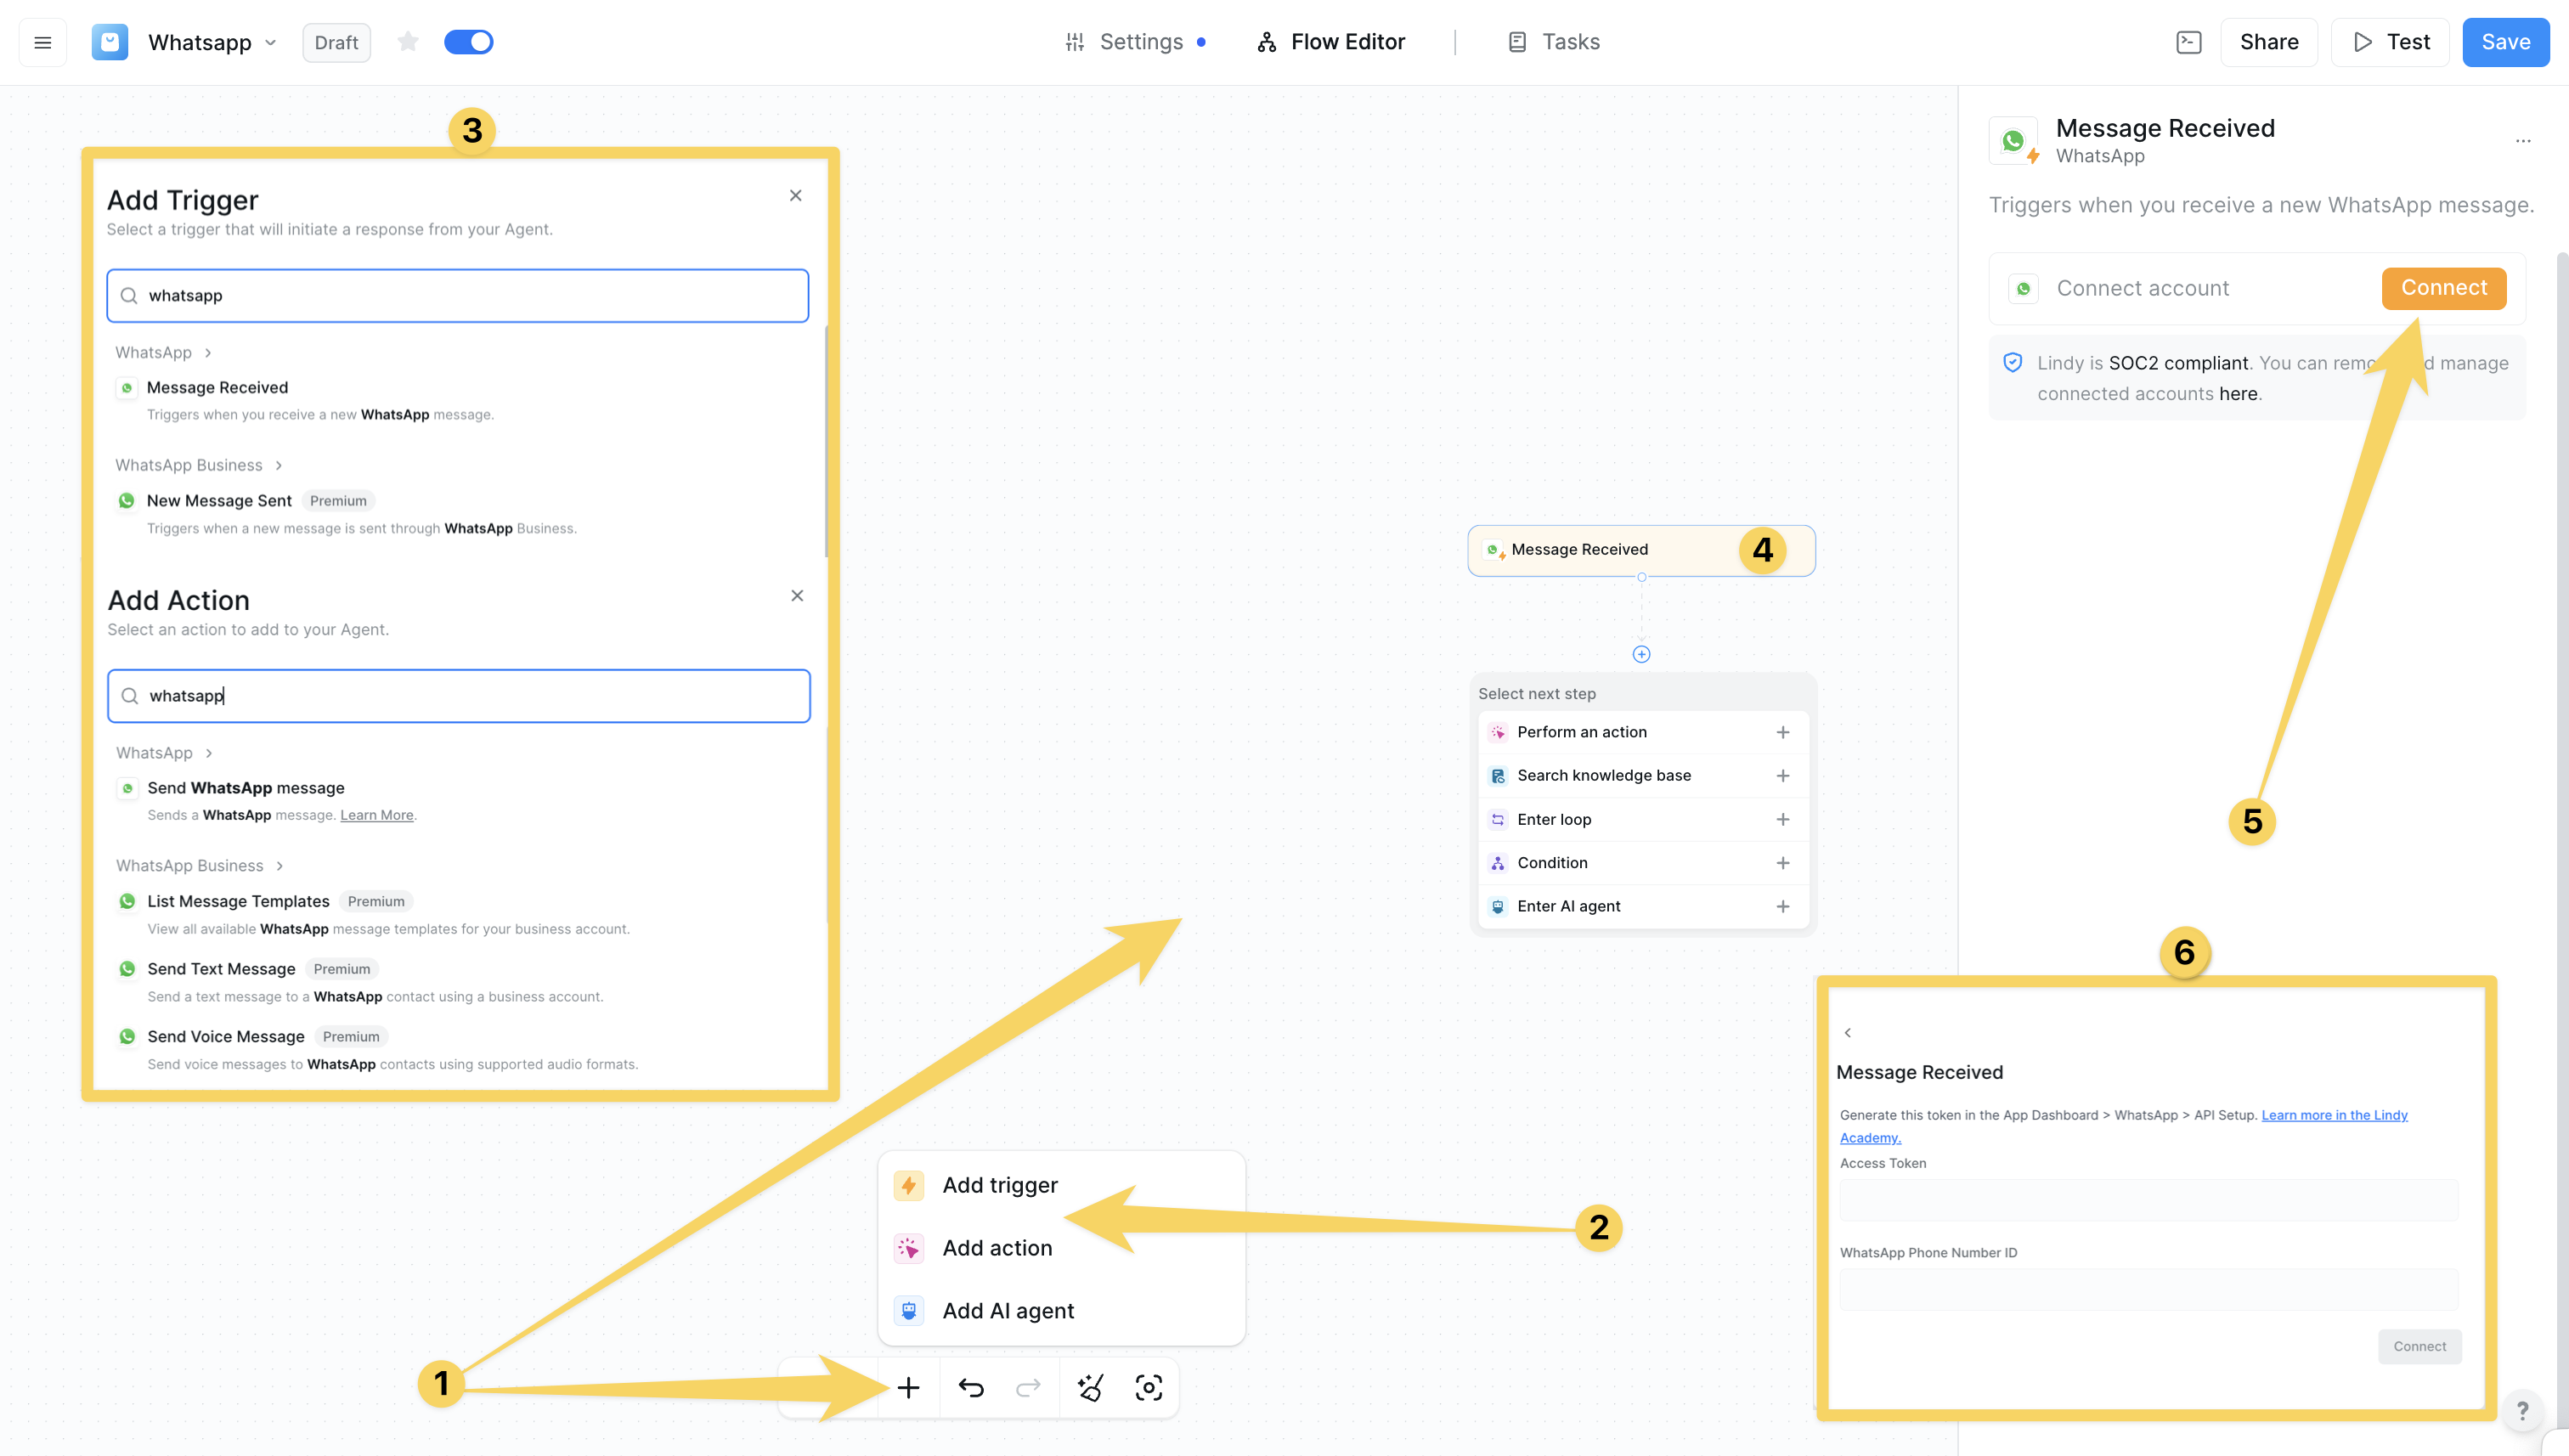 Whatsapp
Draft
Settings
Flow Editor
Tasks
Share
Test
Save
3
Add Trigger
Select a trigger that will initiate a response from your Agent.
whatsapp
WhatsApp
Message Received
Triggers when you receive a new WhatsApp message.
WhatsApp Business
New Message Sent Premium
Triggers when a new message is sent through WhatsApp Business.
Add Action
Select an action to add to your Agent.
whatsapp
WhatsApp
Send WhatsApp message
Sends a WhatsApp message. Learn More.
WhatsApp Business
List Message Templates Premium
View all available WhatsApp message templates for your business account.
Send Text Message Premium
Send a text message to a WhatsApp contact using a business account.
Send Voice Message Premium
Send voice messages to WhatsApp contacts using supported audio formats.
Message Received
4
Select next step
Perform an action
Search knowledge base
Enter loop
Condition
Enter AI agent
Add trigger
Add action
Add AI agent
2
1
Message Received
WhatsApp
Triggers when you receive a new WhatsApp message.
Connect account
Connect
Lindy is SOC2 compliant. You can manage
connected accounts here.
5
6
Message Received
Generate this token in the App Dashboard > WhatsApp > API Setup. Learn more in the Lindy
Academy.
Access Token
WhatsApp Phone Number ID
Connect
?